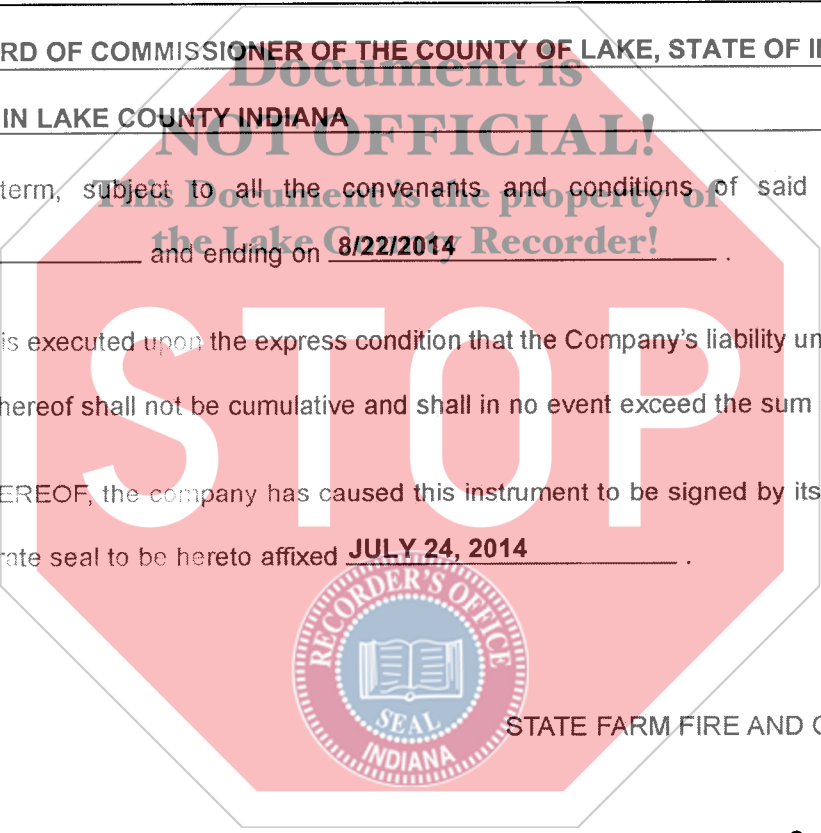 RD OF COMMISSIONER OF THE COUNTY OF LAKE, STATE OF
Document is
IN LAKE COUNTY INDIANA
NOT OFFICIAL!
term, subject to all the convenants and conditions of said
This Document is the property of
the Lake County Recorder!
and ending on 8/22/2014 .
STOP
is executed upon the express condition that the Company's liability un
hereof shall not be cumulative and shall in no event exceed the sum
EREOF, the company has caused this instrument to be signed by its
rate seal to be hereto affixed JULY 24, 2014 .
RECORDER'S OFFICE
SEAL
INDIANA
STATE FARM FIRE AND